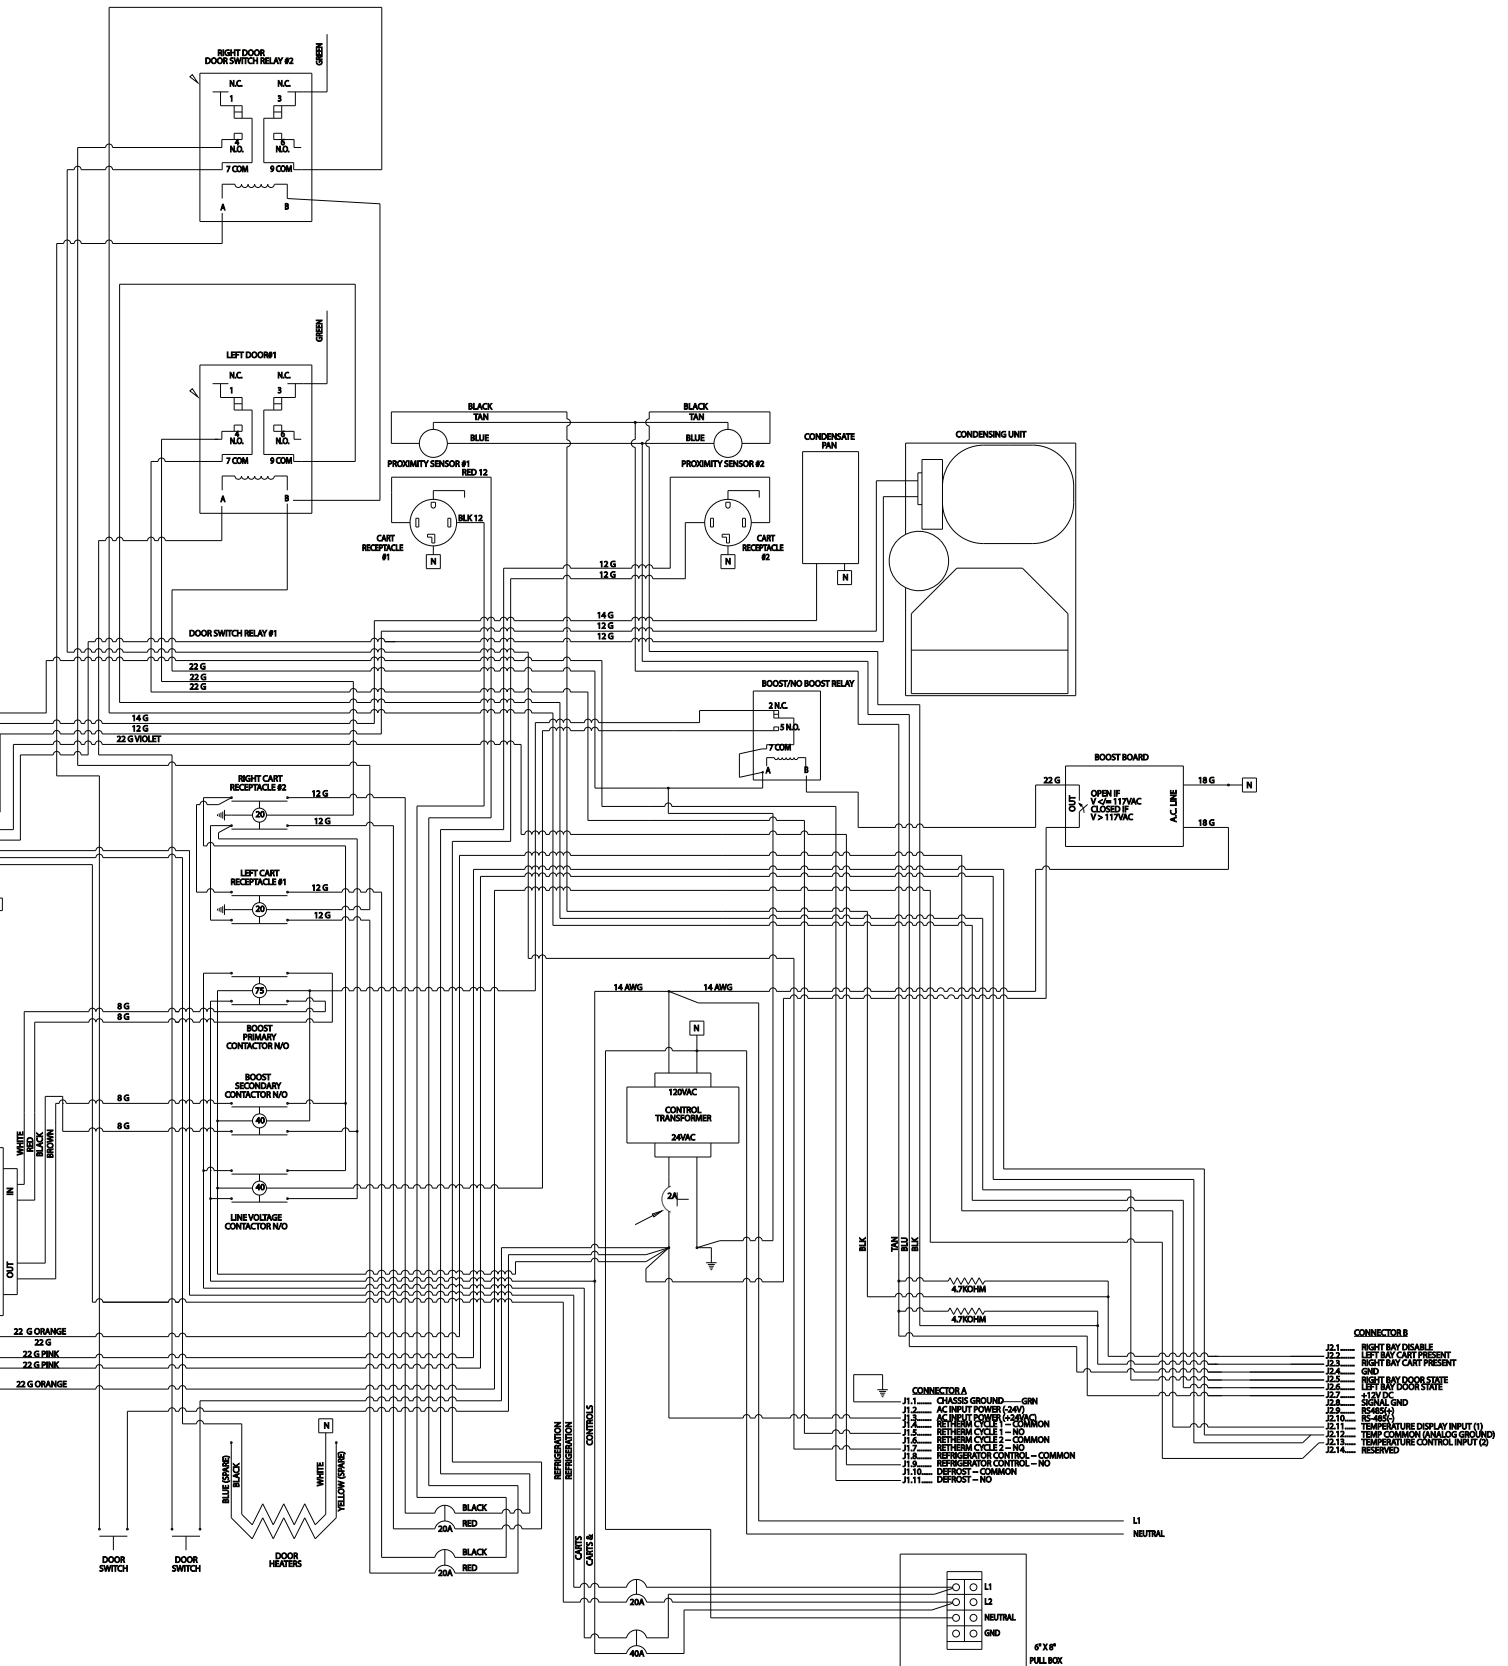 RIGHT DOOR
DOOR SWITCH RELAY #2
GREEN
N.C.
N.C.
1
3
4
6
N.O.
N.O.
7 COM
9 COM
A
B
LEFT DOOR#1
GREEN
N.C.
N.C.
1
3
4
6
N.O.
N.O.
7 COM
9 COM
A
B
DOOR SWITCH RELAY #1
BLACK
TAN
BLUE
PROXIMITY SENSOR #1
RED 12
BLK 12
CART
RECEPTACLE
#1
N
BLACK
TAN
BLUE
PROXIMITY SENSOR #2
CART
RECEPTACLE
#2
N
CONDENSATE
PAN
N
CONDENSING UNIT
12 G
12 G
14 G
12 G
12 G
22 G
22 G
22 G
14 G
12 G
22 G VIOLET
BOOST/NO BOOST RELAY
2 N.C.
5 N.O.
7 COM
A
B
BOOST BOARD
22 G
OUT
OPEN IF
V </= 117VAC
CLOSED IF
V > 117VAC
A.C. LINE
18 G
N
18 G
RIGHT CART
RECEPTACLE #2
12 G
20
12 G
LEFT CART
RECEPTACLE #1
12 G
20
12 G
75
8 G
8 G
BOOST
PRIMARY
CONTACTOR N/O
BOOST
SECONDARY
CONTACTOR N/O
8 G
40
8 G
40
LINE VOLTAGE
CONTACTOR N/O
WHITE
RED
BLACK
BROWN
IN
OUT
14 AWG
14 AWG
N
120VAC
CONTROL
TRANSFORMER
24VAC
2A
BLK
TAN
BLU
BLK
4.7KOHM
4.7KOHM
22 G ORANGE
22 G
22 G PINK
22 G PINK
22 G ORANGE
CONNECTOR B
J2.1...... RIGHT BAY DISABLE
J2.2...... LEFT BAY CART PRESENT
J2.3...... RIGHT BAY CART PRESENT
J2.4...... GND
J2.5...... RIGHT BAY DOOR STATE
J2.6...... LEFT BAY DOOR STATE
J2.7...... +12V DC
J2.8...... SIGNAL GND
J2.9...... RS485(+)
J2.10..... RS-485(-)
J2.11..... TEMPERATURE DISPLAY INPUT (1)
J2.12..... TEMP COMMON (ANALOG GROUND)
J2.13..... TEMPERATURE CONTROL INPUT (2)
J2.14..... RESERVED
CONNECTOR A
J1.1....... CHASSIS GROUND——GRN
J1.2....... AC INPUT POWER (-24V)
J1.3....... AC INPUT POWER (+24VAC)
J1.4....... RETHERM CYCLE 1 – COMMON
J1.5....... RETHERM CYCLE 1 – NO
J1.6....... RETHERM CYCLE 2 – COMMON
J1.7....... RETHERM CYCLE 2 – NO
J1.8....... REFRIGERATOR CONTROL – COMMON
J1.9....... REFRIGERATOR CONTROL – NO
J1.10..... DEFROST – COMMON
J1.11..... DEFROST – NO
N
BLUE (SPARE)
BLACK
WHITE
YELLOW (SPARE)
DOOR
SWITCH
DOOR
SWITCH
DOOR
HEATERS
BLACK
20A
RED
BLACK
20A
RED
REFRIGERATION
REFRIGERATION
CARTS
CARTS &
CONTROLS
L1
NEUTRAL
20A
40A
L1
L2
NEUTRAL
GND
6" X 8"
PULL BOX